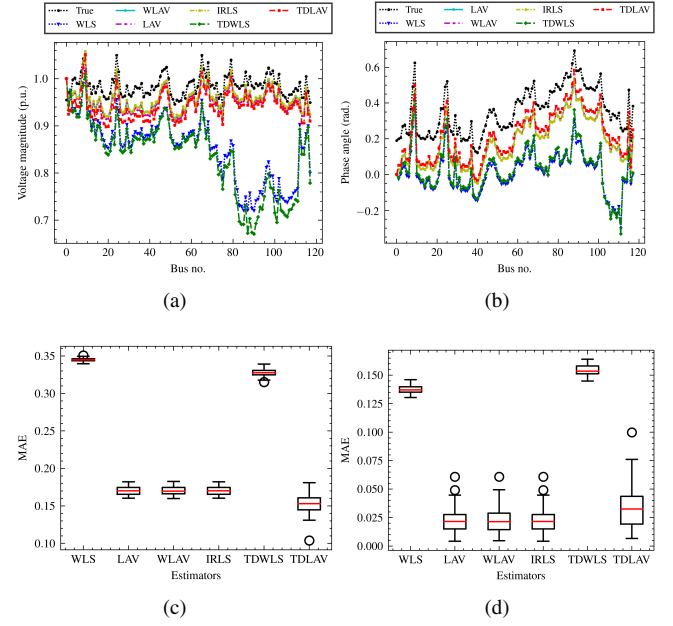 True WLAV IRLS TDLAV
WLS LAV TDWLS
True WLAV IRLS TDLAV
WLS LAV TDWLS
Voltage magnitude (p.u.)
1.0
0.9
0.8
0.7
0 20 40 60 80 100 120
Bus no.
(a)
Phase angle (rad.)
0.6
0.4
0.2
0.0
−0.2
0 20 40 60 80 100 120
Bus no.
(b)
MAE
0.35
0.30
0.25
0.20
0.15
0.10
WLS LAV WLAV IRLS TDWLS TDLAV
Estimators
(c)
MAE
0.150
0.125
0.100
0.075
0.050
0.025
0.000
WLS LAV WLAV IRLS TDWLS TDLAV
Estimators
(d)